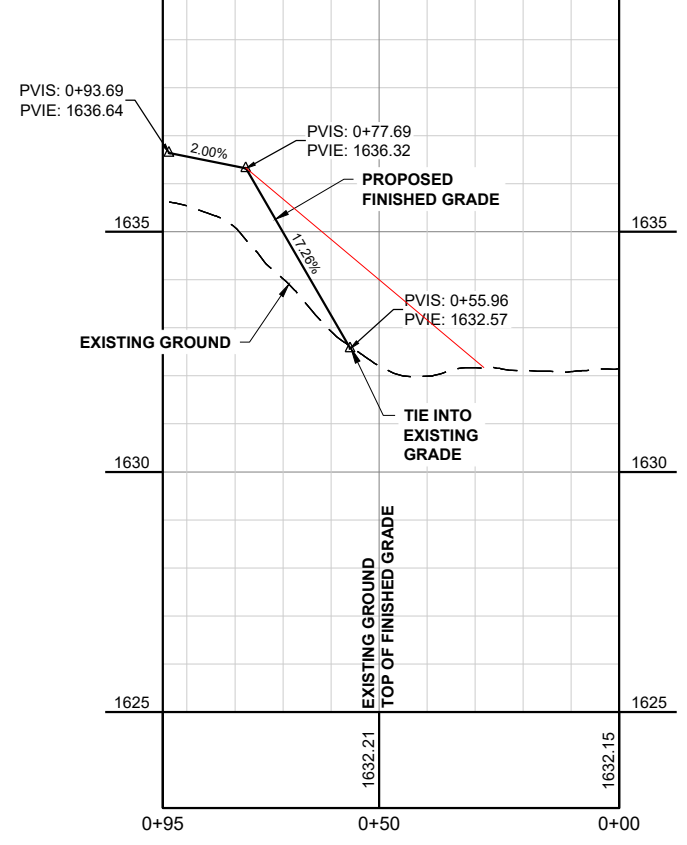 PVIS: 0+93.69
PVIE: 1636.64
2.00%
PVIS: 0+77.69
PVIE: 1636.32
PROPOSED
FINISHED GRADE
1635
1635
17.26%
PVIS: 0+55.96
PVIE: 1632.57
EXISTING GROUND
TIE INTO
EXISTING
GRADE
1630
1630
EXISTING GROUND
TOP OF FINISHED GRADE
1625
1625
1632.21
1632.15
0+95
0+50
0+00